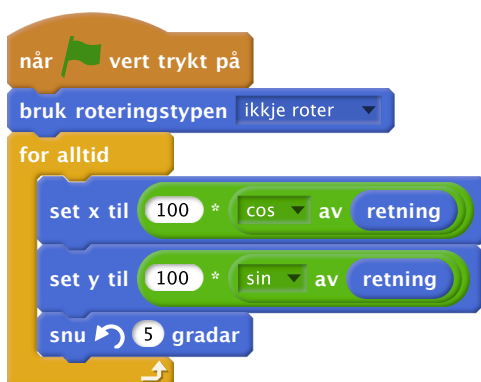 når vert trykt på
bruk roteringstypen ikkje roter
for alltid
set x til 100 * cos av retning
set y til 100 * sin av retning
snu 5 gradar